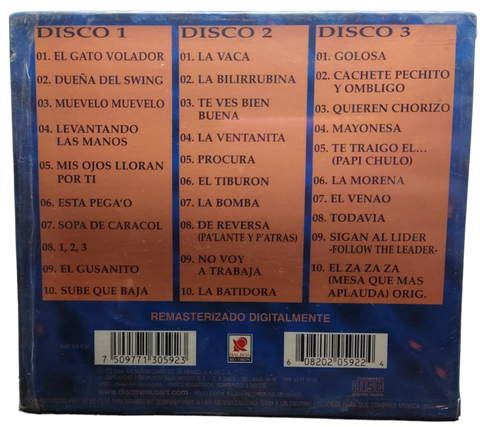 DISCO 1
01. EL GATO VOLADOR
02. DUEÑA DEL SWING
03. MUEVELO MUEVELO
04. LEVANTANDO
LAS MANOS
05. MIS OJOS LLORAN
POR TI
06. ESTA PEGA'O
07. SOPA DE CARACOL
08. 1, 2, 3
09. EL GUSANITO
10. SUBE QUE BAJA
DISCO 2
01. LA VACA
02. LA BILIRRUBINA
03. TE VES BIEN
BUENA
04. LA VENTANITA
05. PROCURA
06. EL TIBURON
07. LA BOMBA
08. DE REVERSA
(PA'LANTE Y P'ATRAS)
09. NO VOY
A TRABAJA
10. LA BATIDORA
DISCO 3
01. GOLOSA
02. CACHETE PECHITO
Y OMBLIGO
03. QUIEREN CHORIZO
04. MAYONESA
05. TE TRAIGO EL...
(PAPI CHULO)
06. LA MORENA
07. EL VENAO
08. TODAVIA
09. SIGAN AL LIDER
-FOLLOW THE LEADER-
10. EL ZA ZA ZA
(MESA QUE MAS
APLAUDA) ORIG.
REMASTERIZADO DIGITALMENTE
7 509771 305923
BALBOA
RECORDS
6 08202 05922 4
www.discosmusart.com